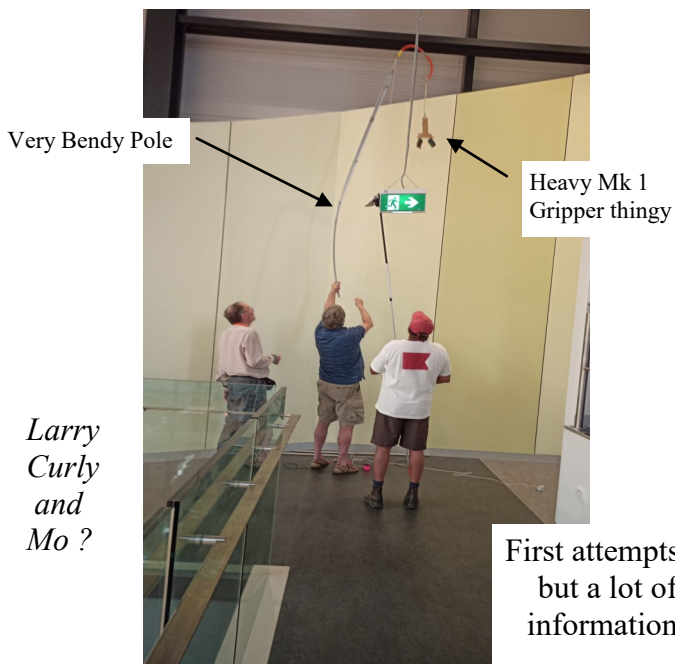 Very Bendy Pole
Heavy Mk 1
Gripper thingy
Larry
Curly
and
Mo ?
First attempts
but a lot of
information